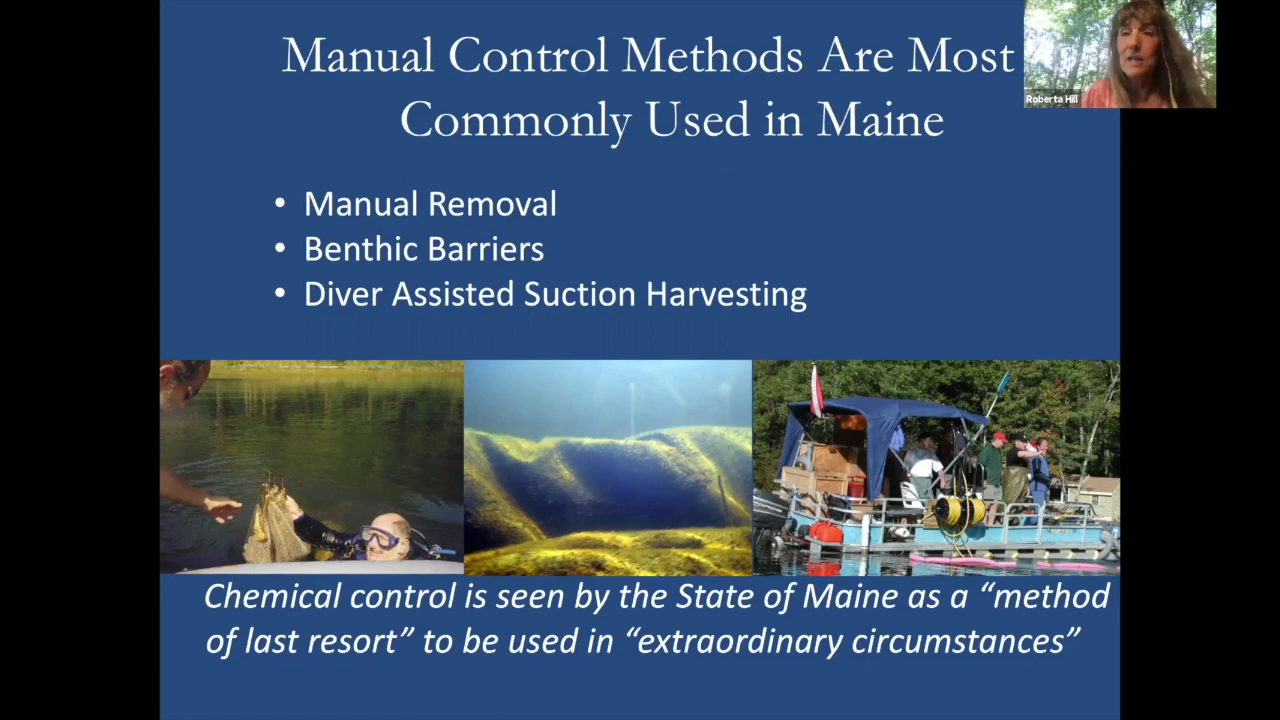 Manual Control Methods Are Most
Commonly Used in Maine
Roberta Hill
• Manual Removal
• Benthic Barriers
• Diver Assisted Suction Harvesting
Chemical control is seen by the State of Maine as a “method
of last resort” to be used in “extraordinary circumstances”